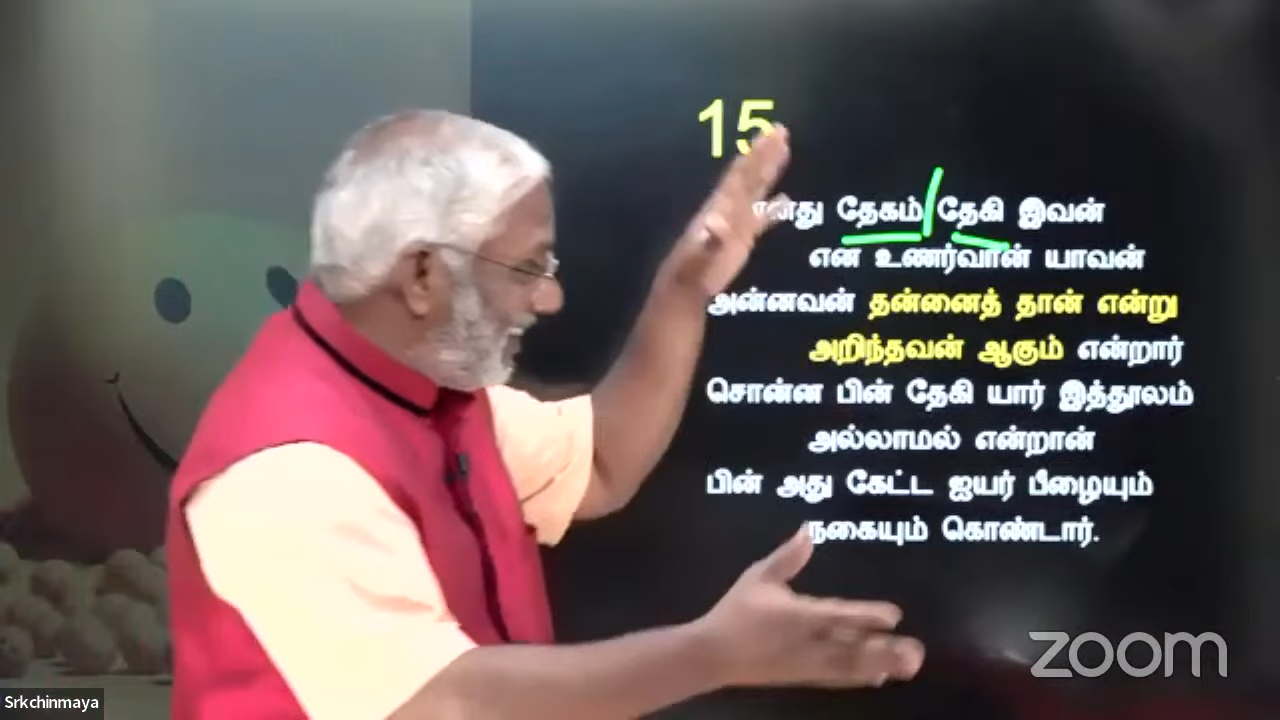 15
தேகம் தேகி இவன்
என உணர்வான் யாவன்
அன்னவன் தன்னைத் தான் என்று
அறிந்தவன் ஆகும் என்றார்
சொன்ன பின் தேகி யார் இத்தூலம்
அல்லாமல் என்றான்
பின் அது கேட்ட ஐயர் பீழையும்
நகையும் கொண்டார்.
zoom
Srkchinmaya